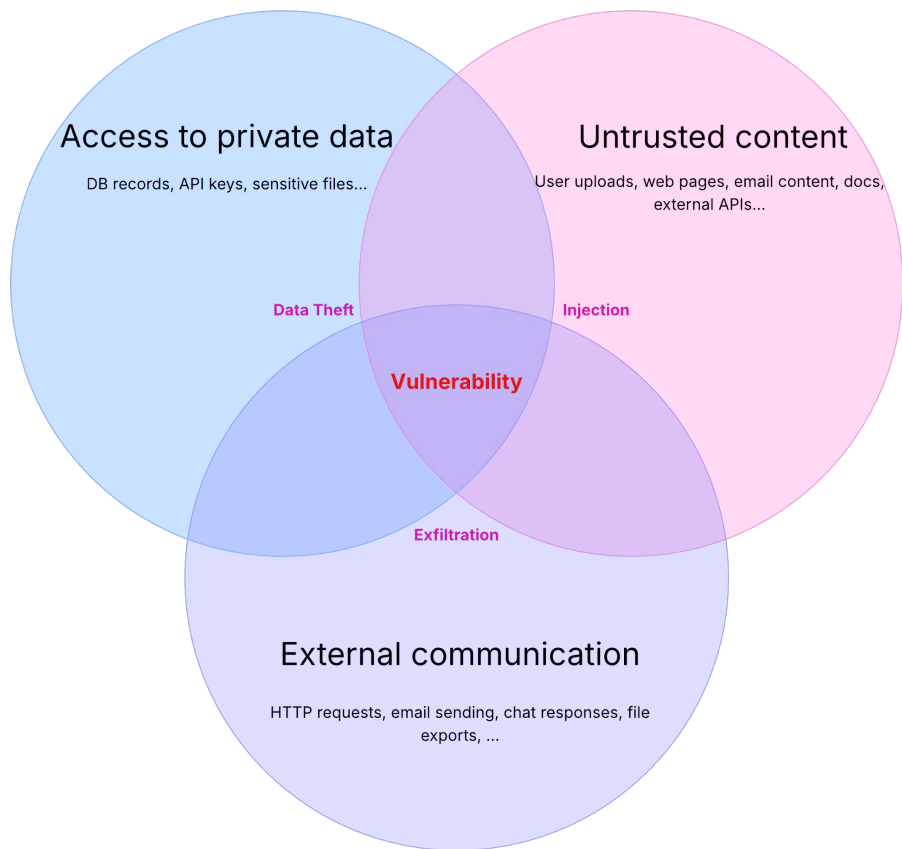 Access to private data
DB records, API keys, sensitive files...
Untrusted content
User uploads, web pages, email content, docs,
external APIs...
Data Theft
Injection
Vulnerability
Exfiltration
External communication
HTTP requests, email sending, chat responses, file
exports, ...